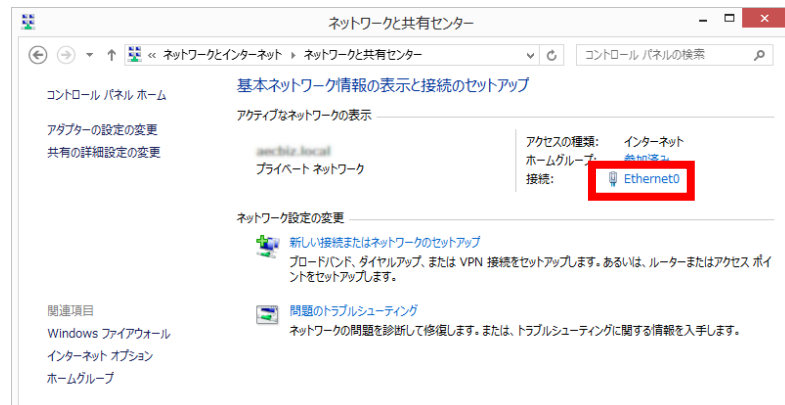 ネットワークと共有センター
« ネットワークとインターネット ▸ ネットワークと共有センター
コントロール パネルの検索
コントロール パネル ホーム
アダプターの設定の変更
共有の詳細設定の変更
基本ネットワーク情報の表示と接続のセットアップ
アクティブなネットワークの表示
プライベート ネットワーク
アクセスの種類: インターネット
ホームグループ: 参加済み
接続: Ethernet0
ネットワーク設定の変更
新しい接続またはネットワークのセットアップ
ブロードバンド、ダイヤルアップ、または VPN 接続をセットアップします。あるいは、ルーターまたはアクセス ポイ
ントをセットアップします。
問題のトラブルシューティング
ネットワークの問題を診断して修復します。または、トラブルシューティングに関する情報を入手します。
関連項目
Windows ファイアウォール
インターネット オプション
ホームグループ